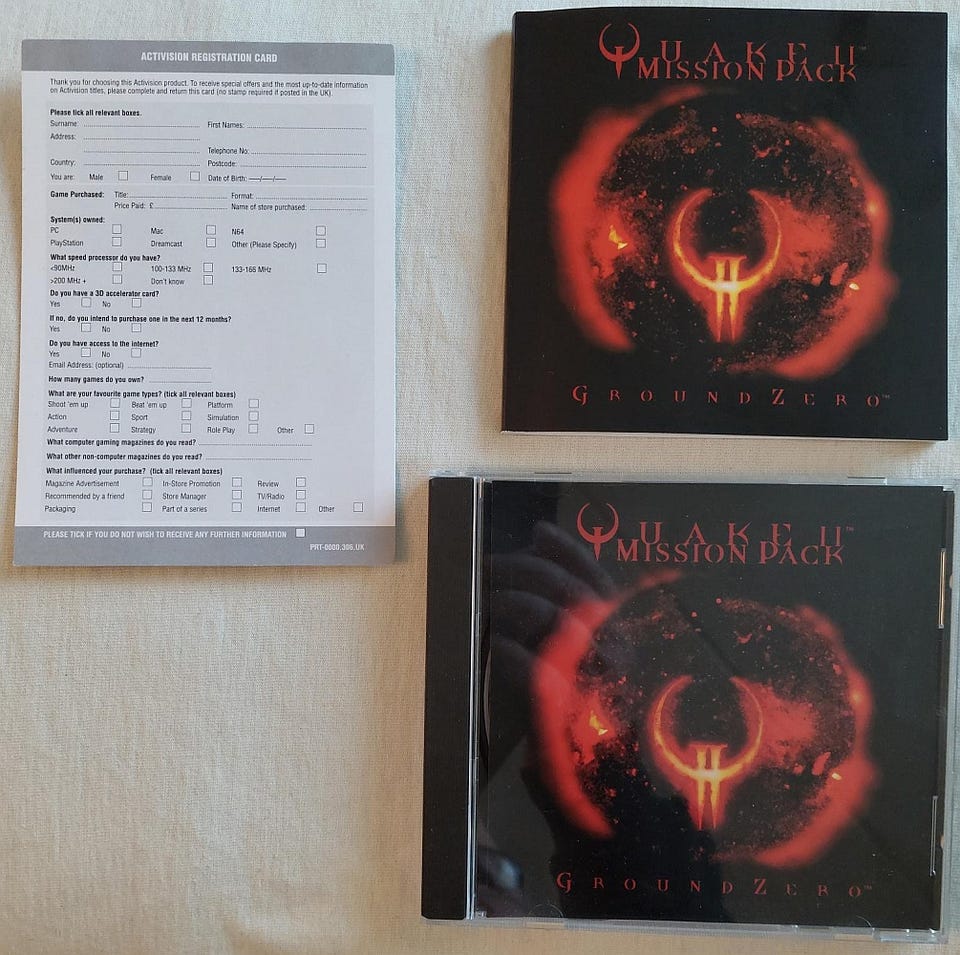 ACTIVISION REGISTRATION CARD
Thank you for choosing this Activision product. To receive special offers and the most up-to-date information
on Activision titles, please complete and return this card (no stamp required if posted in the UK).
Please tick all relevant boxes.
Surname: First Names:
Address:
Telephone No:
Country: Postcode:
You are: Male Female Date of Birth: —/—/—
Game Purchased: Title: Format:
Price Paid: £ Name of store purchased:
System(s) owned:
PC Mac N64
PlayStation Dreamcast Other (Please Specify)
What speed processor do you have?
<90MHz 100-133 MHz 133-166 MHz
>200 MHz + Don't know
Do you have a 3D accelerator card?
Yes No
If no, do you intend to purchase one in the next 12 months?
Yes No
Do you have access to the internet?
Yes No
Email Address: (optional)
How many games do you own?
What are your favourite game types? (tick all relevant boxes)
Shoot 'em up Beat 'em up Platform
Action Sport Simulation
Adventure Strategy Role Play Other
What computer gaming magazines do you read?
What other non-computer magazines do you read?
What influenced your purchase? (tick all relevant boxes)
Magazine Advertisement In-Store Promotion Review
Recommended by a friend Store Manager TV/Radio
Packaging Part of a series Internet Other
PLEASE TICK IF YOU DO NOT WISH TO RECEIVE ANY FURTHER INFORMATION
PRT-0000.306.UK
QUAKE II™
MISSION PACK
GROUND ZERO™
QUAKE II™
MISSION PACK
GROUND ZERO™